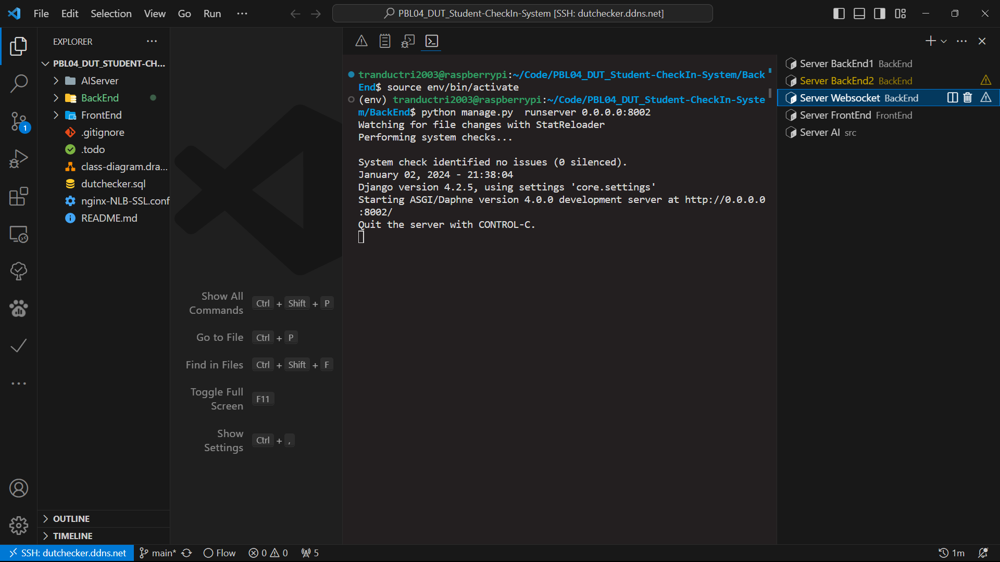 File Edit Selection View Go Run
PBL04_DUT_Student-CheckIn-System [SSH: dutchecker.ddns.net]
EXPLORER
PBL04_DUT_STUDENT-CH...
AIServer
BackEnd
FrontEnd
.gitignore
.todo
class-diagram.dra...
dutchecker.sql
nginx-NLB-SSL.conf
README.md
OUTLINE
TIMELINE
1
Show All Commands Ctrl + Shift + P
Go to File Ctrl + P
Find in Files Ctrl + Shift + F
Toggle Full Screen F11
Show Settings Ctrl + ,
tranductri2003@raspberrypi:~/Code/PBL04_DUT_Student-CheckIn-System/Back
End$ source env/bin/activate
(env) tranductri2003@raspberrypi:~/Code/PBL04_DUT_Student-CheckIn-Syste
m/BackEnd$ python manage.py  runserver 0.0.0.0:8002
Watching for file changes with StatReloader
Performing system checks...
System check identified no issues (0 silenced).
January 02, 2024 - 21:38:04
Django version 4.2.5, using settings 'core.settings'
Starting ASGI/Daphne version 4.0.0 development server at http://0.0.0.0
:8002/
Quit the server with CONTROL-C.
Server BackEnd1 BackEnd
Server BackEnd2 BackEnd
Server Websocket BackEnd
Server FrontEnd FrontEnd
Server AI src
SSH: dutchecker.ddns.net main* Flow 0 0 5 1m